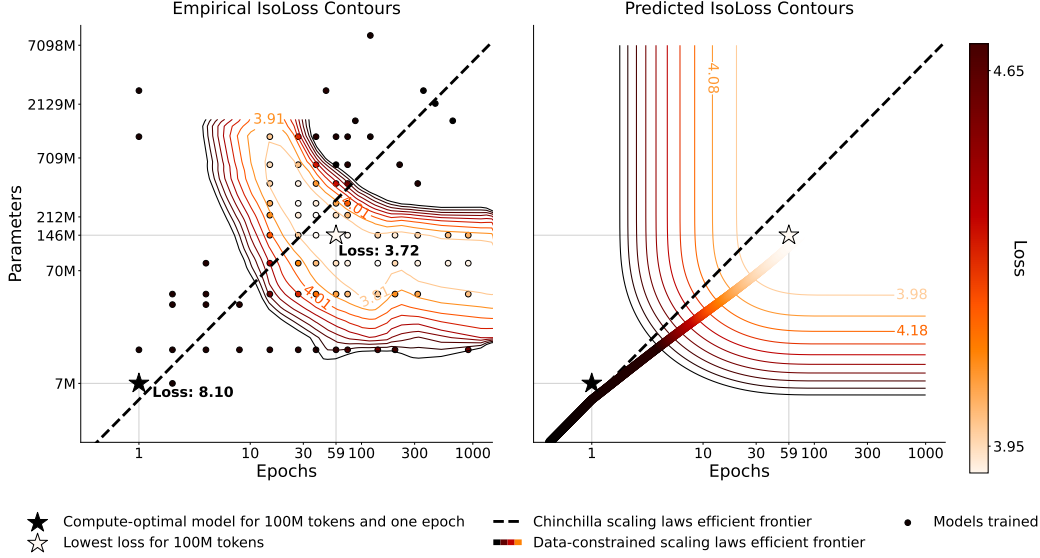 Empirical IsoLoss Contours
Predicted IsoLoss Contours
Parameters
7098M
2129M
709M
212M
146M
70M
7M
3.91
4.01
3.81
4.01
Loss: 3.72
Loss: 8.10
1
10
30
59
300
1000
Epochs
4.08
3.98
4.18
1
10
30
59
100
300
1000
Epochs
4.65
3.95
Loss
Compute-optimal model for 100M tokens and one epoch
Lowest loss for 100M tokens
Chinchilla scaling laws efficient frontier
Data-constrained scaling laws efficient frontier
Models trained